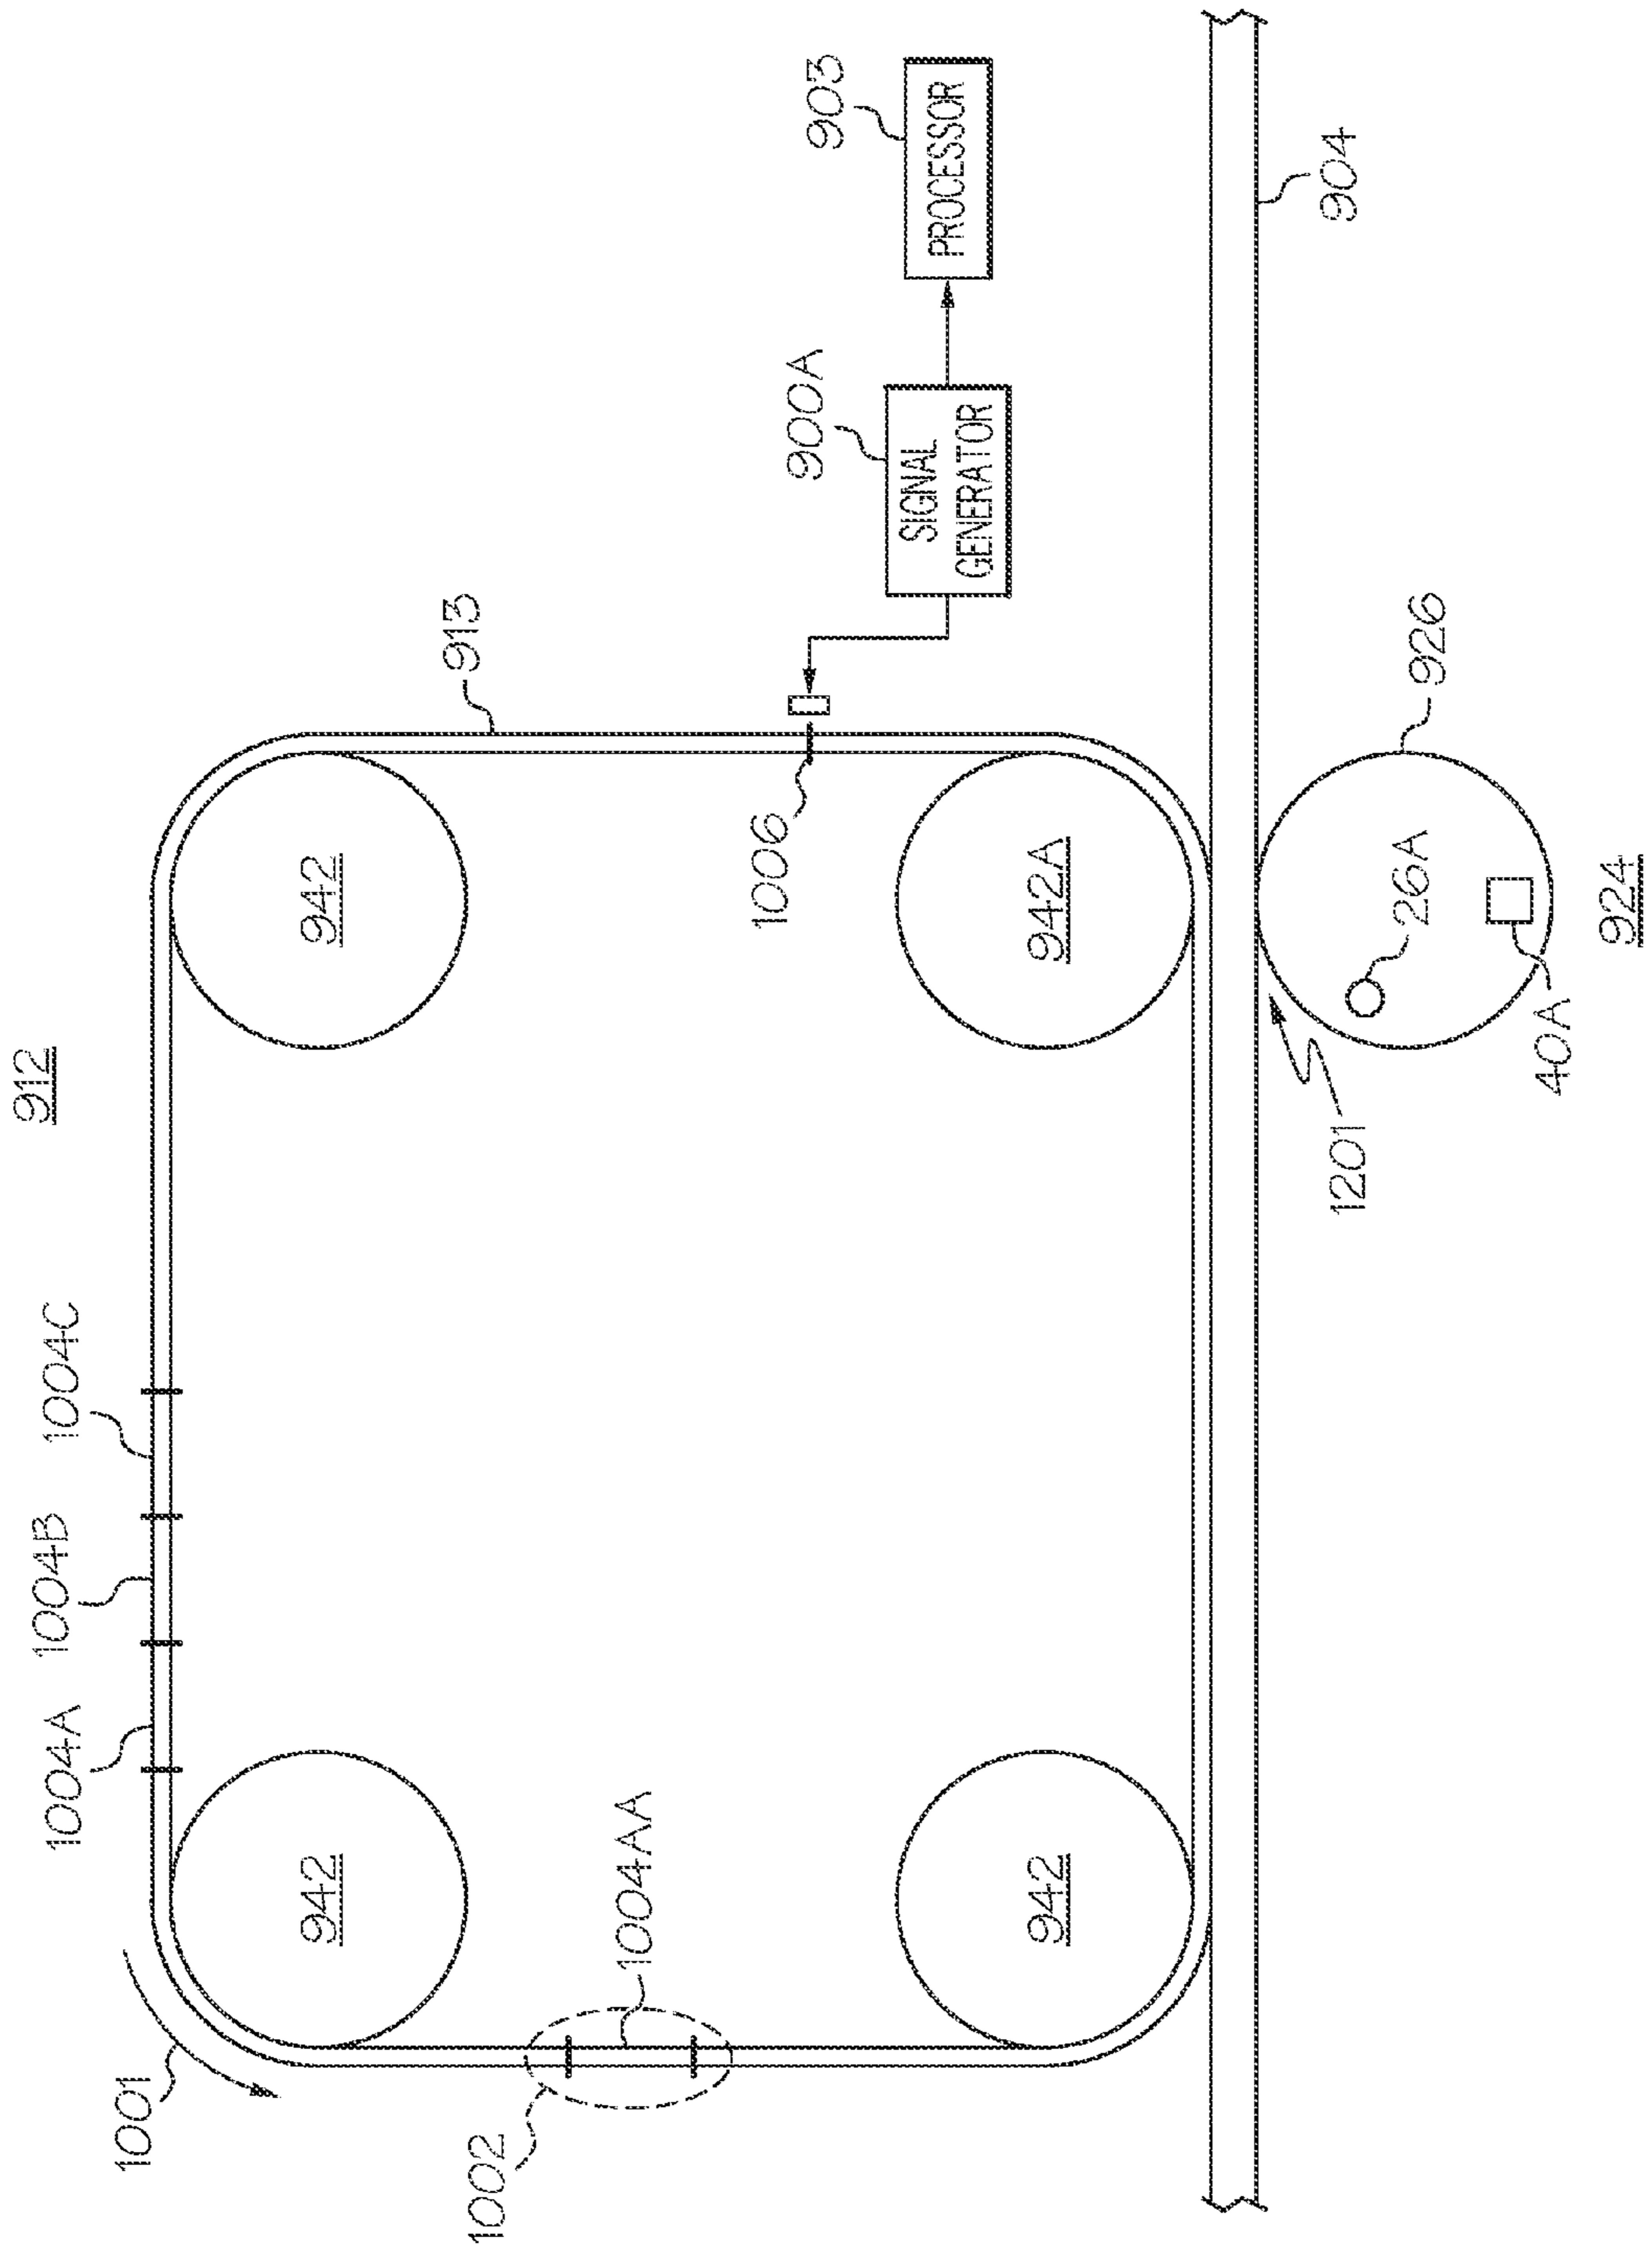 912
1004A
1004B
1004C
1001
942
942
913
1002
1004AA
1006
900A
SIGNAL
GENERATOR
903
PROCESSOR
942
942A
904
1201
926
26A
40A
924